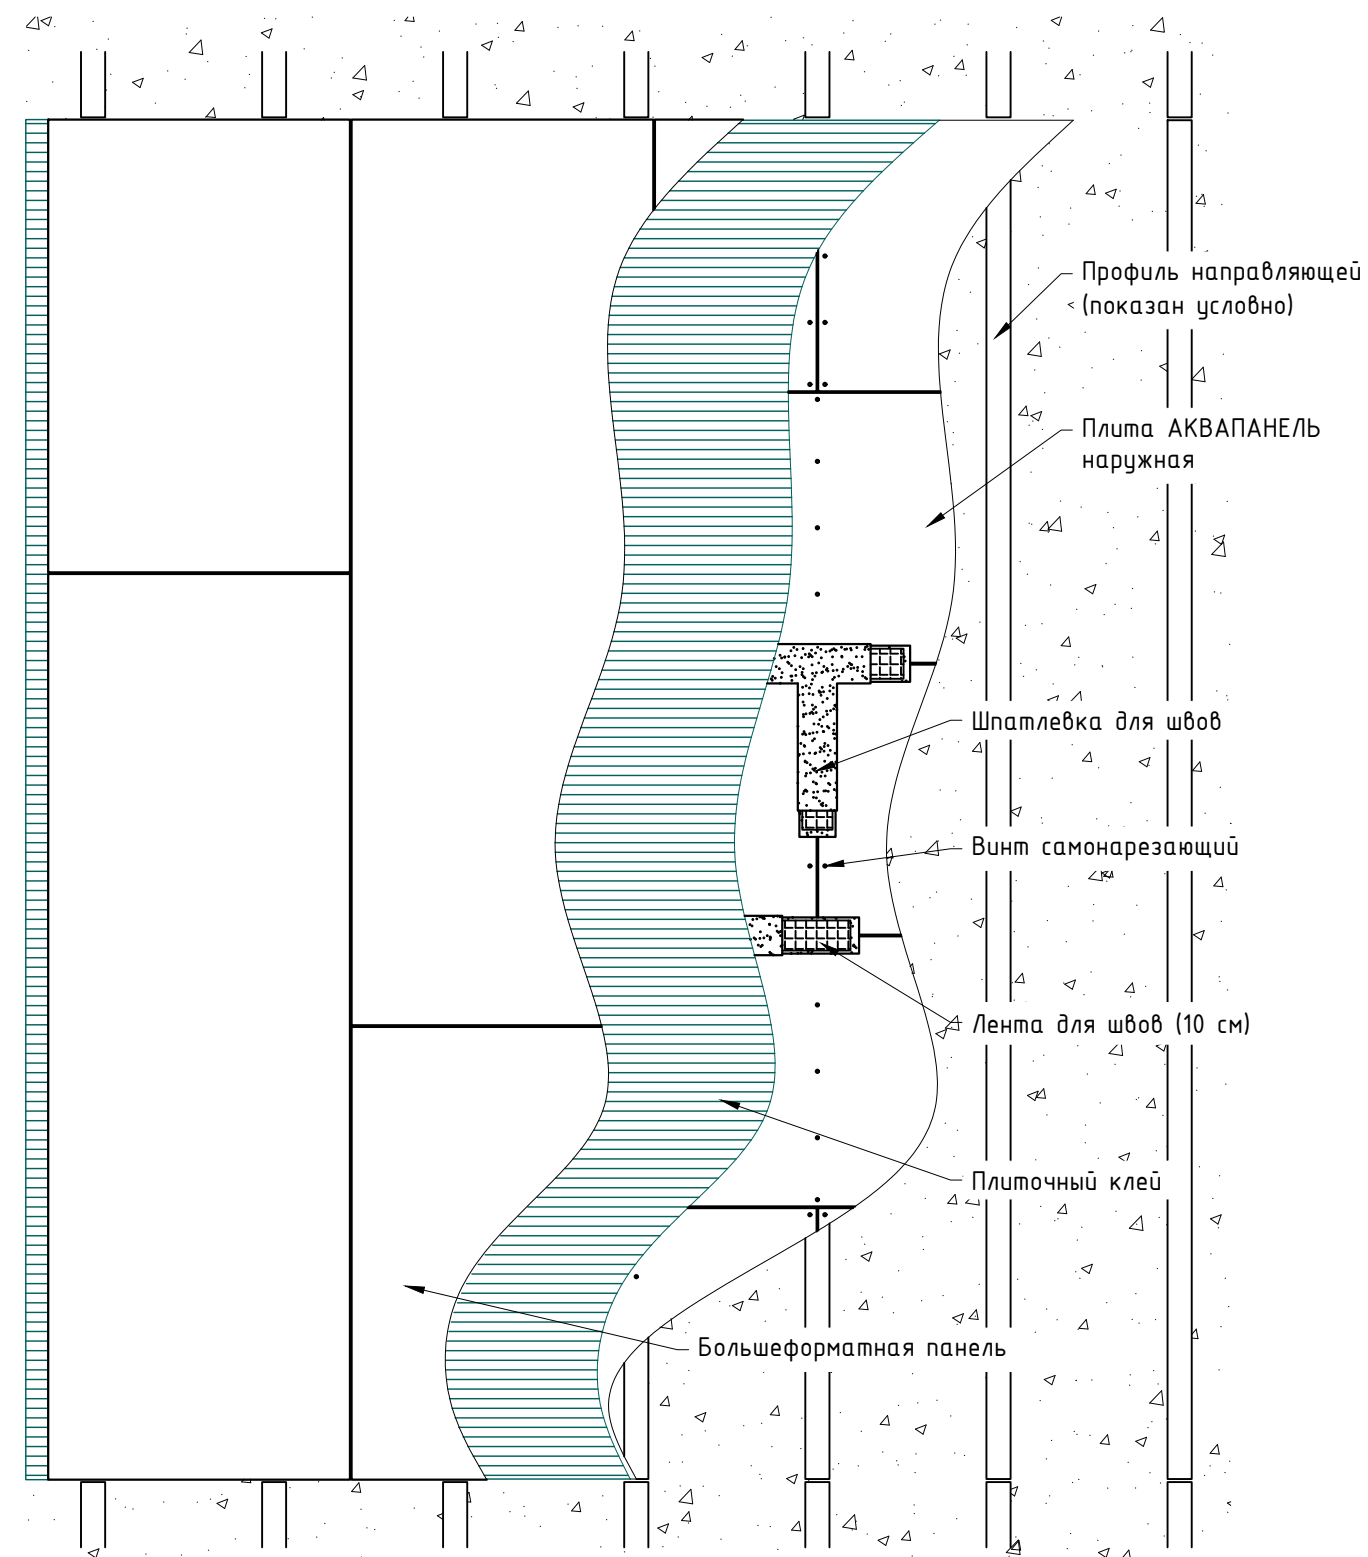 Профиль направляющей
(показан условно)
Плита АКВАПАНЕЛЬ
наружная
Шпатлевка для швов
Винт самонарезающий
Лента для швов (10 см)
Плиточный клей
Большеформатная панель